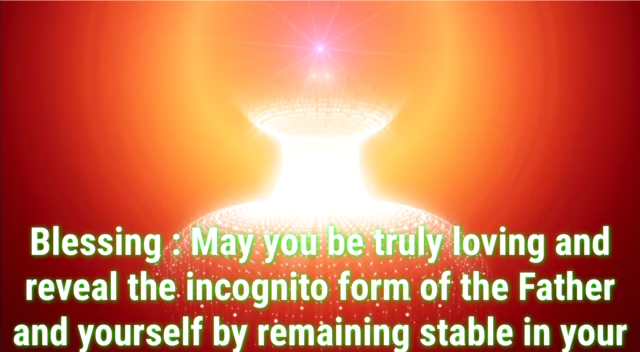 Blessing : May you be truly loving and
reveal the incognito form of the Father
and yourself by remaining stable in your